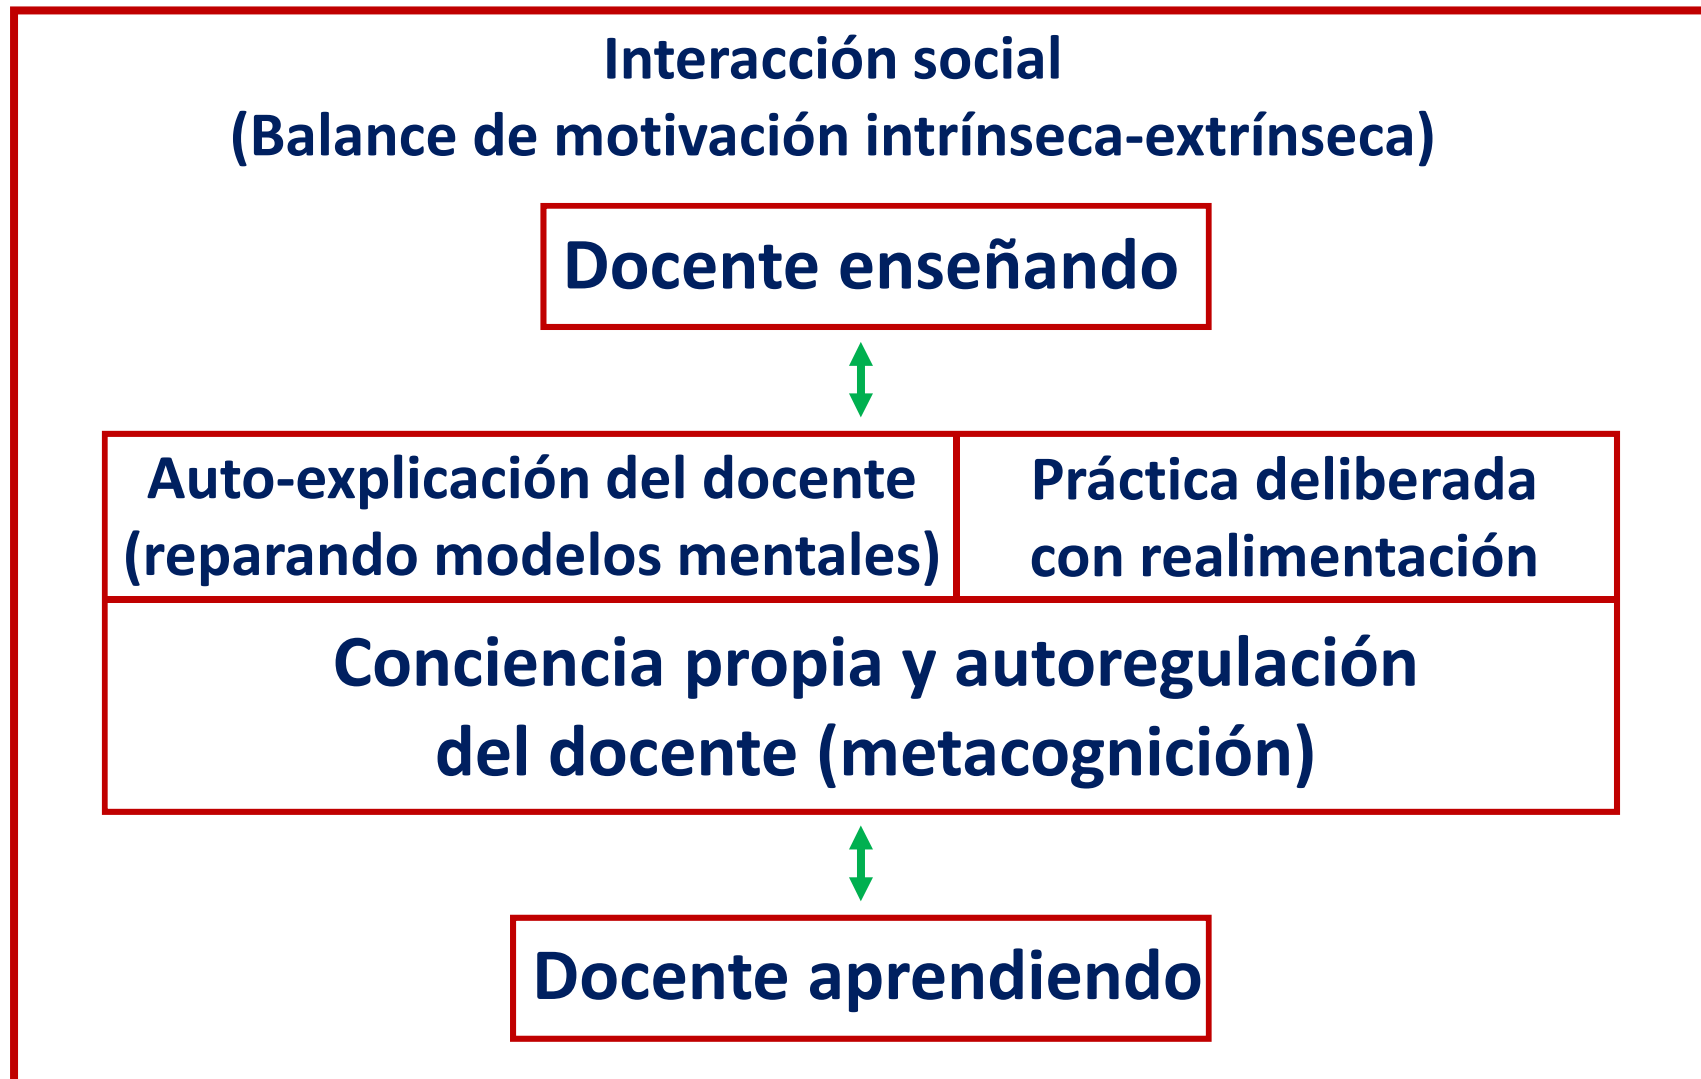 Interacción social
(Balance de motivación intrínseca-extrínseca)
Docente enseñando
Auto-explicación del docente
(reparando modelos mentales)
Práctica deliberada
con realimentación
Conciencia propia y autoregulación
del docente (metacognición)
Docente aprendiendo